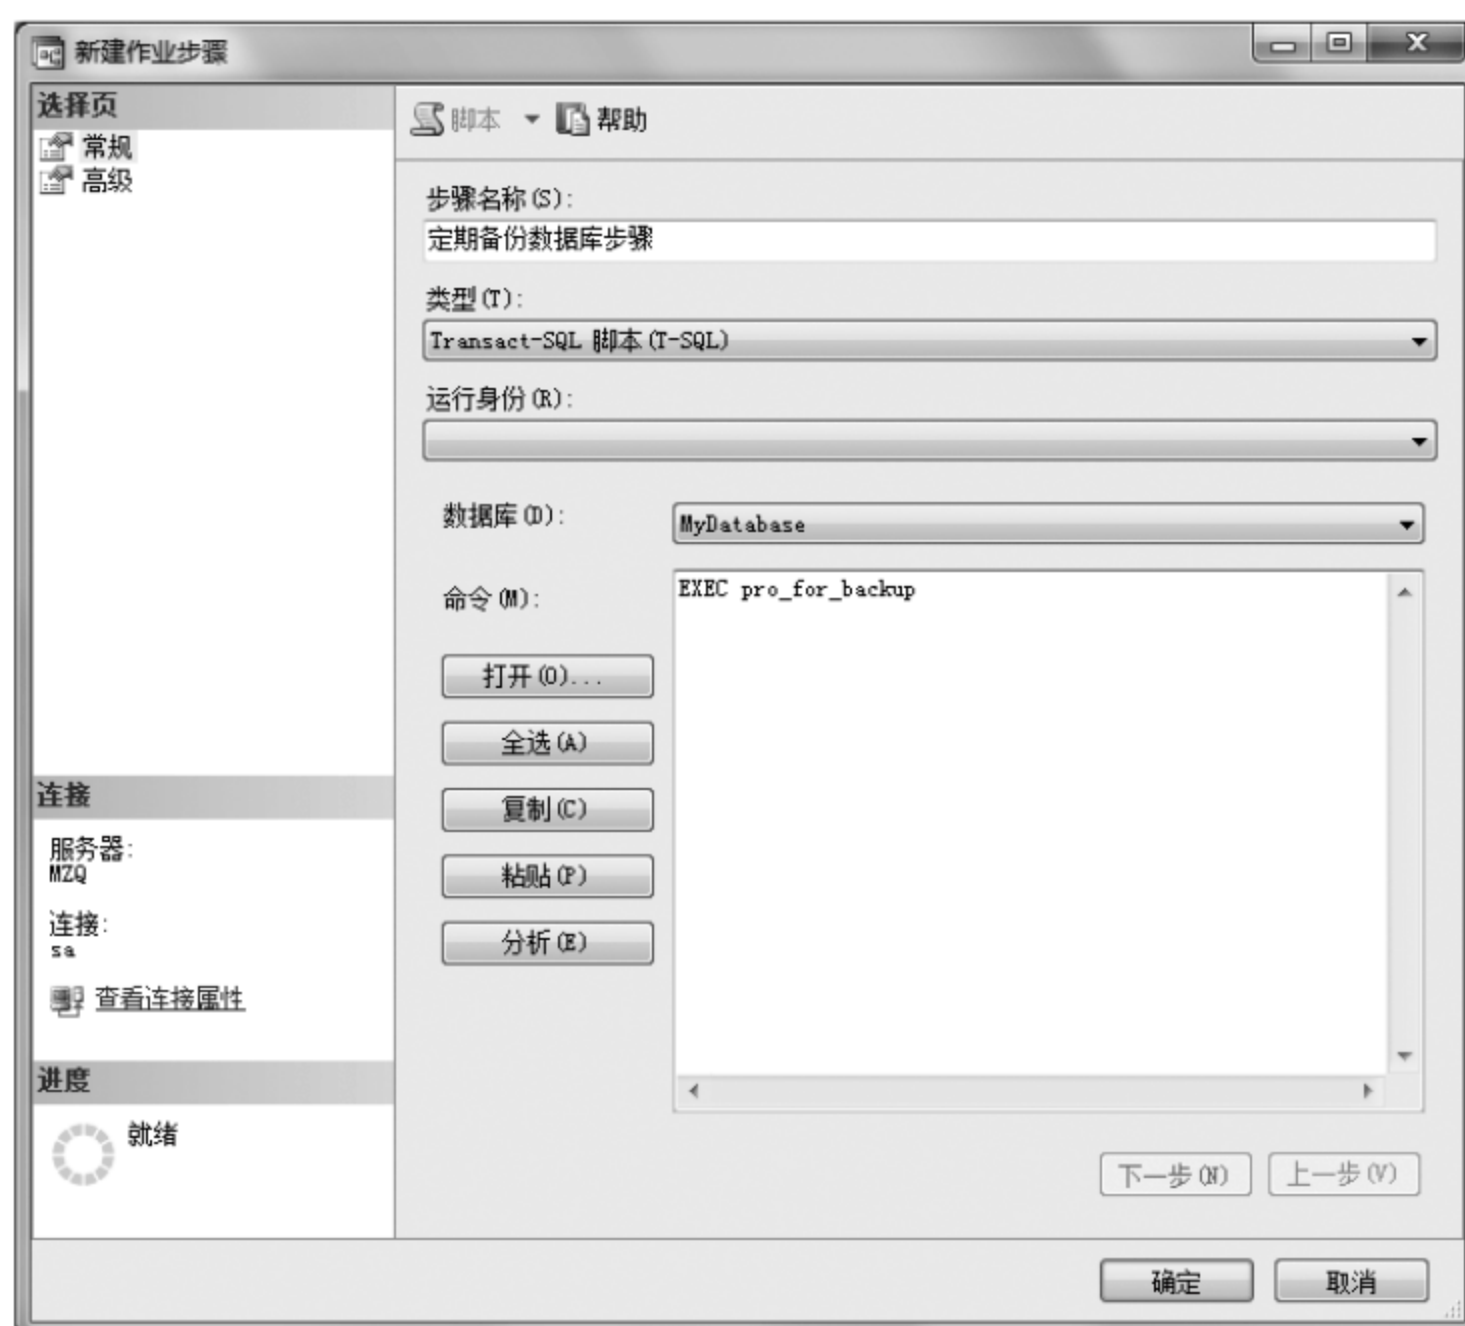 新建作业步骤
选择页
常规
高级
脚本 帮助
步骤名称(S):
定期备份数据库步骤
类型(T):
Transact-SQL 脚本(T-SQL)
运行身份(R):
数据库(D):
MyDatabase
命令(M):
EXEC pro_for_backup
打开(O)...
全选(A)
复制(C)
粘贴(P)
分析(E)
连接
服务器:
MZQ
连接:
sa
查看连接属性
进度
就绪
下一步(N) 上一步(V)
确定 取消